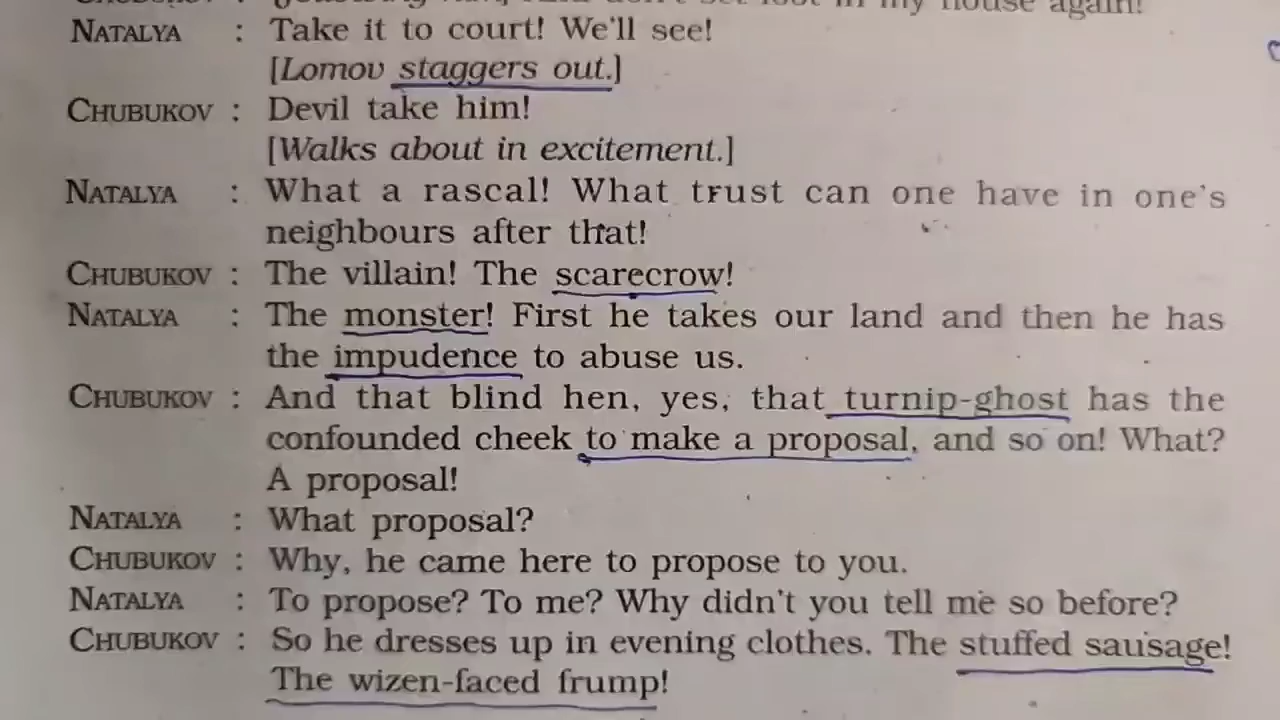 my house again!
NATALYA : Take it to court! We'll see!
[Lomov staggers out.]
CHUBUKOV : Devil take him!
[Walks about in excitement.]
NATALYA : What a rascal! What trust can one have in one's
neighbours after that!
CHUBUKOV : The villain! The scarecrow!
NATALYA : The monster! First he takes our land and then he has
the impudence to abuse us.
CHUBUKOV : And that blind hen, yes, that turnip-ghost has the
confounded cheek to make a proposal, and so on! What?
A proposal!
NATALYA : What proposal?
CHUBUKOV : Why, he came here to propose to you.
NATALYA : To propose? To me? Why didn't you tell me so before?
CHUBUKOV : So he dresses up in evening clothes. The stuffed sausage!
The wizen-faced frump!